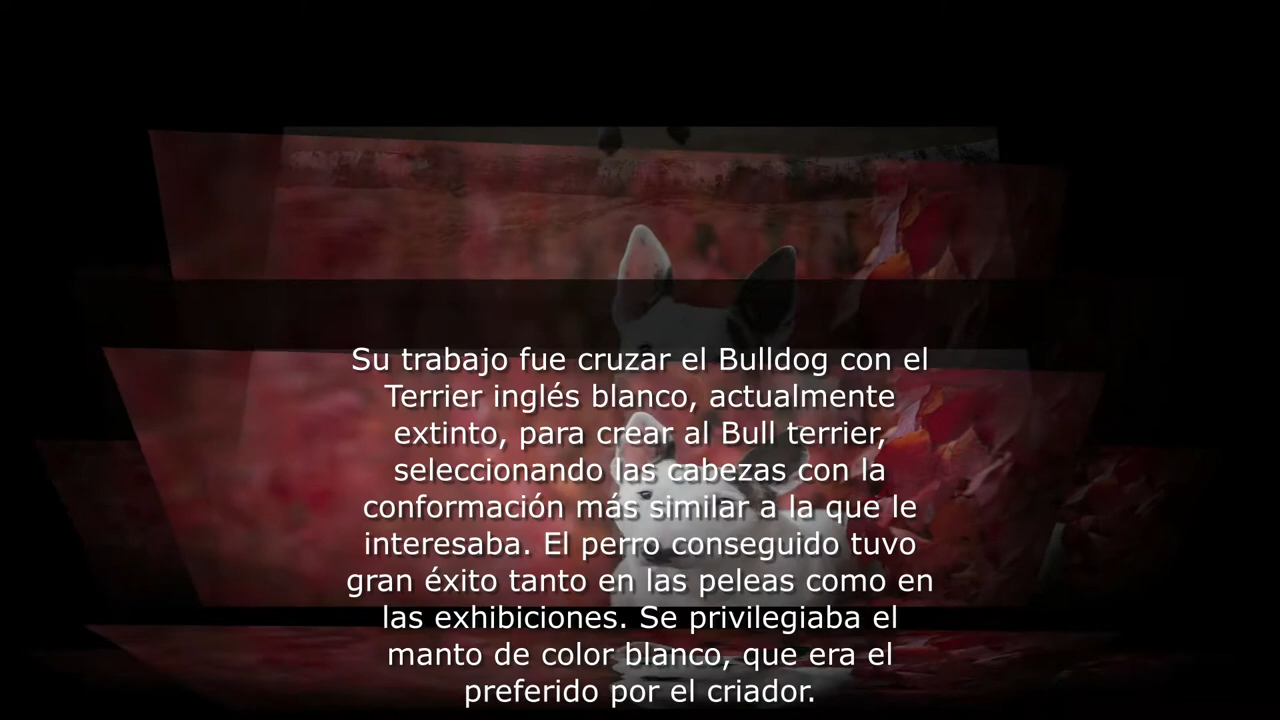 Su trabajo fue cruzar el Bulldog con el
Terrier inglés blanco, actualmente
extinto, para crear al Bull terrier,
seleccionando las cabezas con la
conformación más similar a la que le
interesaba. El perro conseguido tuvo
gran éxito tanto en las peleas como en
las exhibiciones. Se privilegiaba el
manto de color blanco, que era el
preferido por el criador.